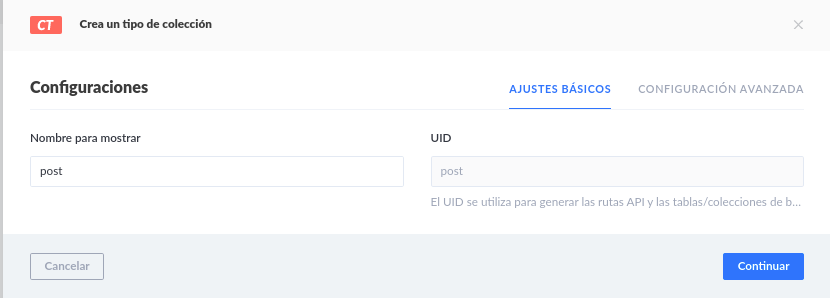 CT Crea un tipo de colección ×
Configuraciones AJUSTES BÁSICOS CONFIGURACIÓN AVANZADA
Nombre para mostrar UID
post post
El UID se utiliza para generar las rutas API y las tablas/colecciones de b...
Cancelar Continuar